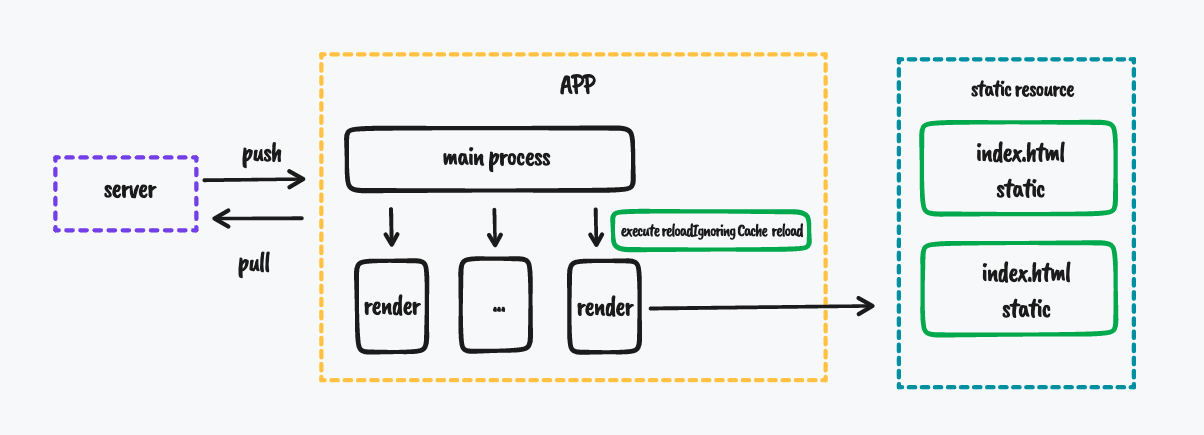 APP
static resource
push
server
main process
index.html
static
pull
execute reloadIgnoring Cache reload
render
...
render
index.html
static